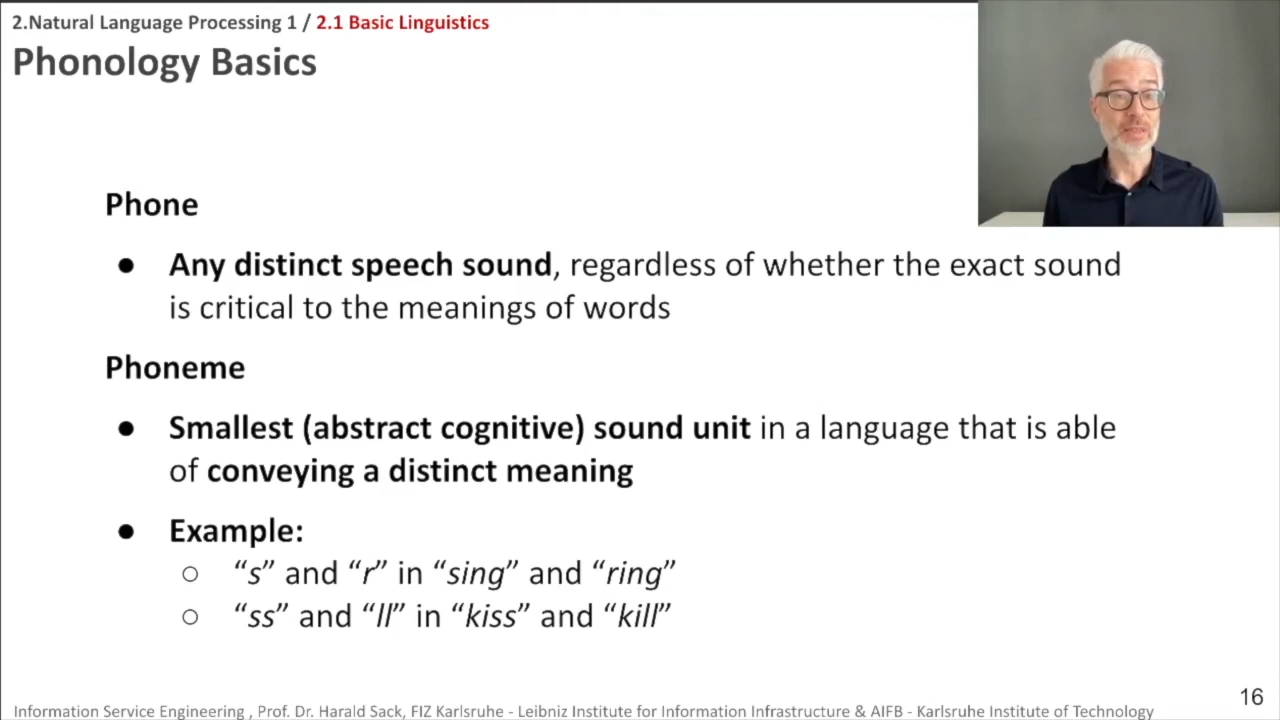 2.Natural Language Processing 1 / 2.1 Basic Linguistics
Phonology Basics
Phone
● Any distinct speech sound, regardless of whether the exact sound
is critical to the meanings of words
Phoneme
● Smallest (abstract cognitive) sound unit in a language that is able
of conveying a distinct meaning
● Example:
○ “s” and “r” in “sing” and “ring”
○ “ss” and “ll” in “kiss” and “kill”
16
Information Service Engineering , Prof. Dr. Harald Sack, FIZ Karlsruhe - Leibniz Institute for Information Infrastructure & AIFB - Karlsruhe Institute of Technology